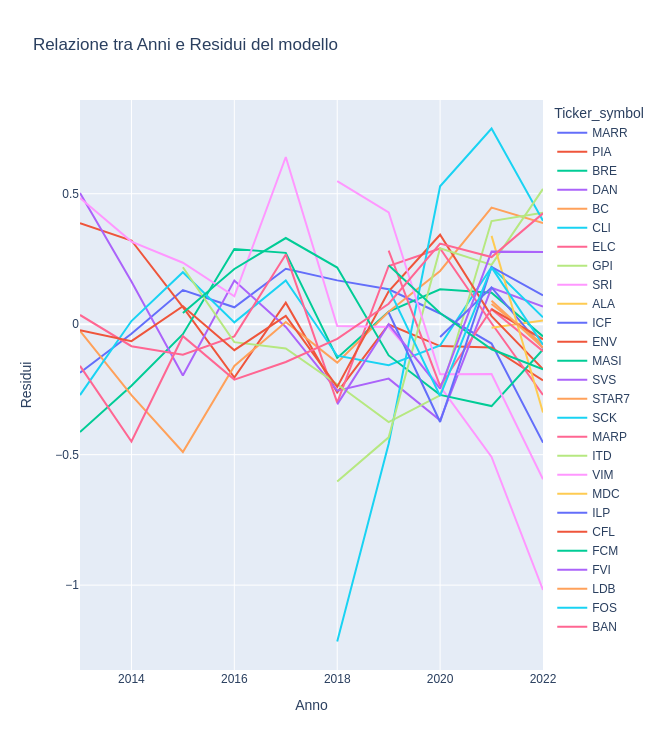 Relazione tra Anni e Residui del modello
Ticker_symbol
MARR
PIA
BRE
DAN
BC
CLI
ELC
GPI
SRI
ALA
ICF
ENV
MASI
SVS
STAR7
SCK
MARP
ITD
VIM
MDC
ILP
CFL
FCM
FVI
LDB
FOS
BAN
0.5
0
−0.5
−1
Residui
2014
2016
2018
2020
2022
Anno